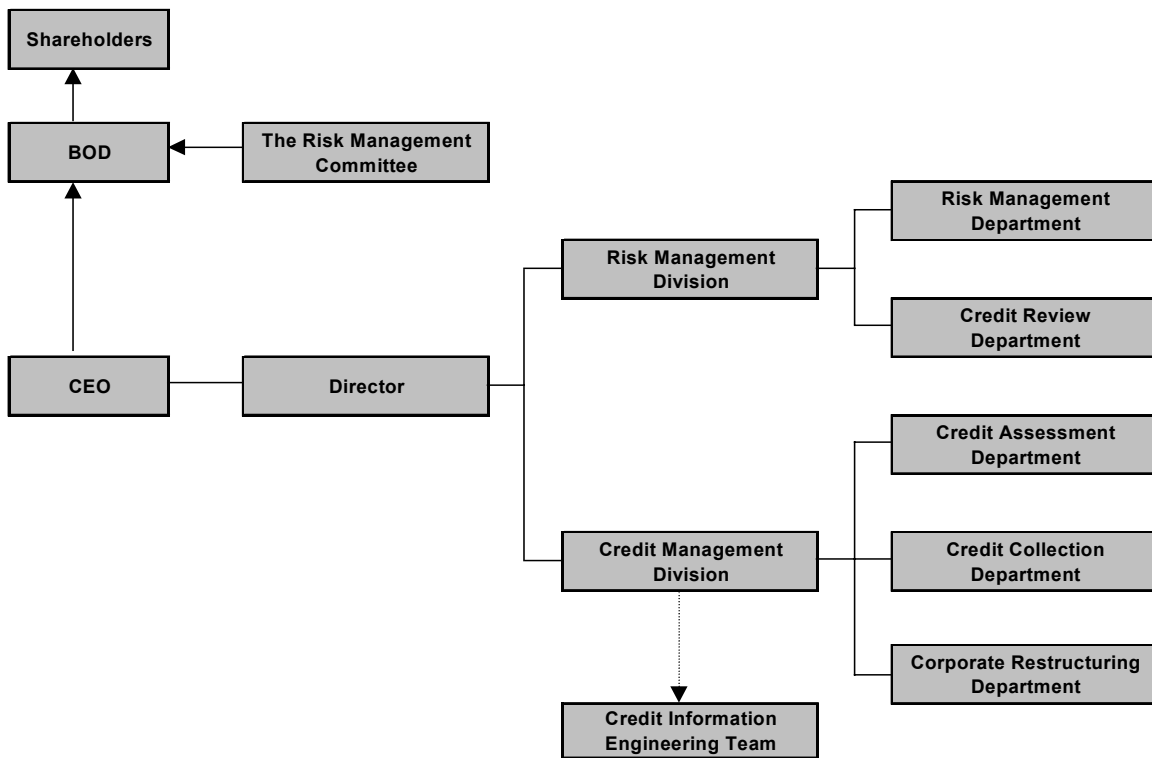 Shareholders
BOD
The Risk Management
Committee
Risk Management
Department
Risk Management
Division
Credit Review
Department
CEO
Director
Credit Assessment
Department
Credit Management
Division
Credit Collection
Department
Corporate Restructuring
Department
Credit Information
Engineering Team